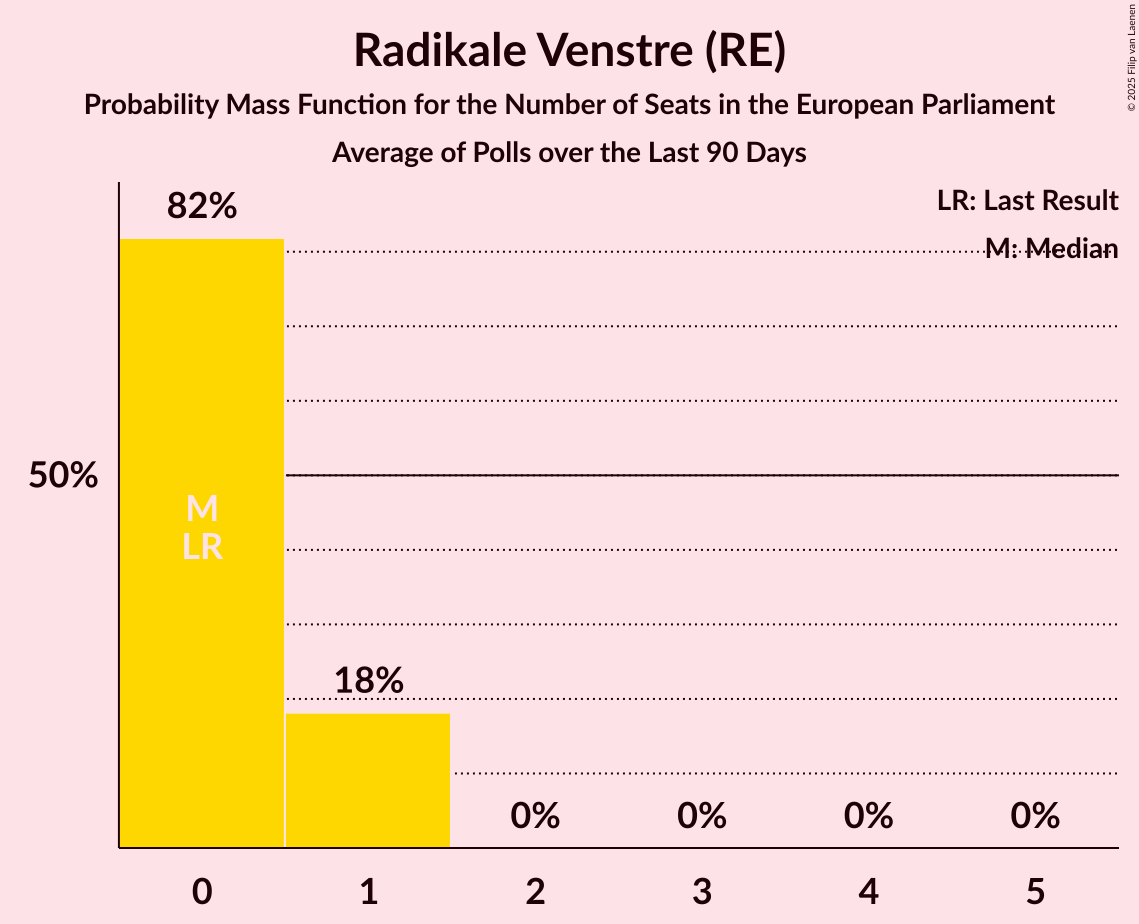 Radikale Venstre (RE)
Probability Mass Function for the Number of Seats in the European Parliament
Average of Polls over the Last 90 Days
© 2025 Filip van Laenen
LR: Last Result
M: Median
82%
50%
M
LR
18%
0% 0% 0% 0%
0 1 2 3 4 5